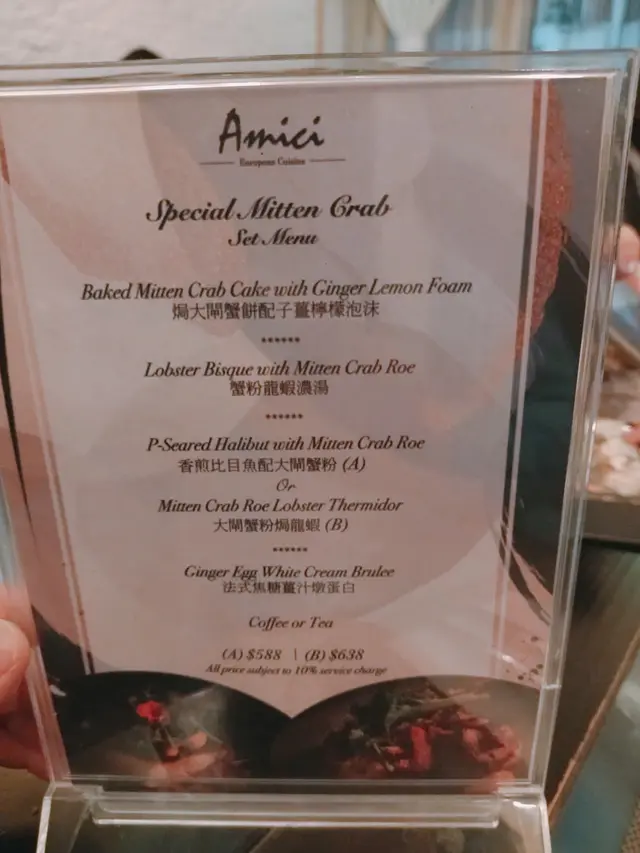 Amici
European Cuisine
Special Mitten Crab
Set Menu
Baked Mitten Crab Cake with Ginger Lemon Foam
焗大閘蟹餅配子薑檸檬泡沫
******
Lobster Bisque with Mitten Crab Roe
蟹粉龍蝦濃湯
******
P-Seared Halibut with Mitten Crab Roe
香煎比目魚配大閘蟹粉 (A)
Or
Mitten Crab Roe Lobster Thermidor
大閘蟹粉焗龍蝦 (B)
******
Ginger Egg White Cream Brulee
法式焦糖薑汁燉蛋白
Coffee or Tea
(A) $588 \ (B) $638
All price subject to 10% service charge